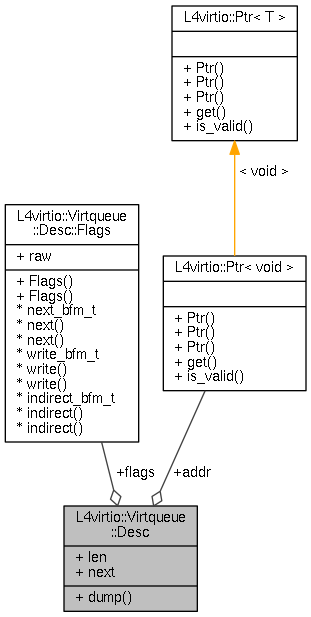 L4virtio::Ptr< T >
+ Ptr()
+ Ptr()
+ Ptr()
+ get()
+ is_valid()
< void >
L4virtio::Virtqueue
::Desc::Flags
+ raw
+ Flags()
+ Flags()
* next_bfm_t
* next()
* next()
* write_bfm_t
* write()
* write()
* indirect_bfm_t
* indirect()
* indirect()
L4virtio::Ptr< void >
+ Ptr()
+ Ptr()
+ Ptr()
+ get()
+ is_valid()
+flags
+addr
L4virtio::Virtqueue
::Desc
+ len
+ next
+ dump()